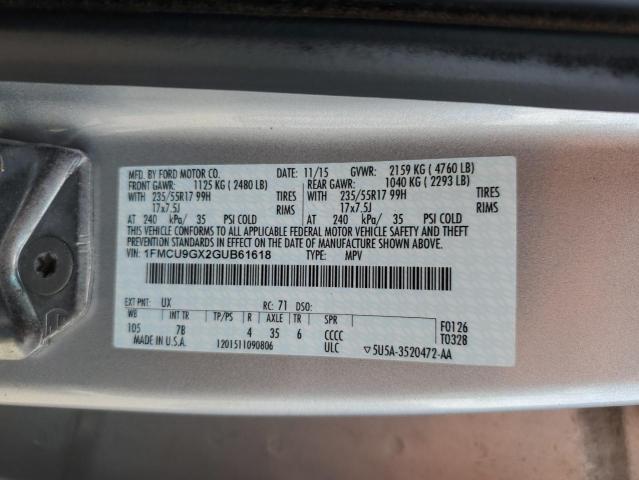 MFD. BY FORD MOTOR CO. DATE: 11/15 GVWR: 2159 KG ( 4760 LB)
FRONT GAWR: 1125 KG ( 2480 LB) REAR GAWR: 1040 KG ( 2293 LB)
WITH 235/55R17 99H TIRES WITH 235/55R17 99H TIRES
17x7.5J RIMS 17x7.5J RIMS
AT 240 kPa/ 35 PSI COLD AT 240 kPa/ 35 PSI COLD
THIS VEHICLE CONFORMS TO ALL APPLICABLE FEDERAL MOTOR VEHICLE SAFETY AND THEFT
PREVENTION STANDARDS IN EFFECT ON THE DATE OF MANUFACTURE SHOWN ABOVE.
VIN: 1FMCU9GX2GUB61618 TYPE: MPV
EXT PNT: UX RC: 71 DSO:
WB INT TR TP/PS R AXLE TR SPR F0126
105 7B 4 35 6 CCCC T0328
MADE IN U.S.A. 1201511090806 ULC ▽5U5A-3520472-AA